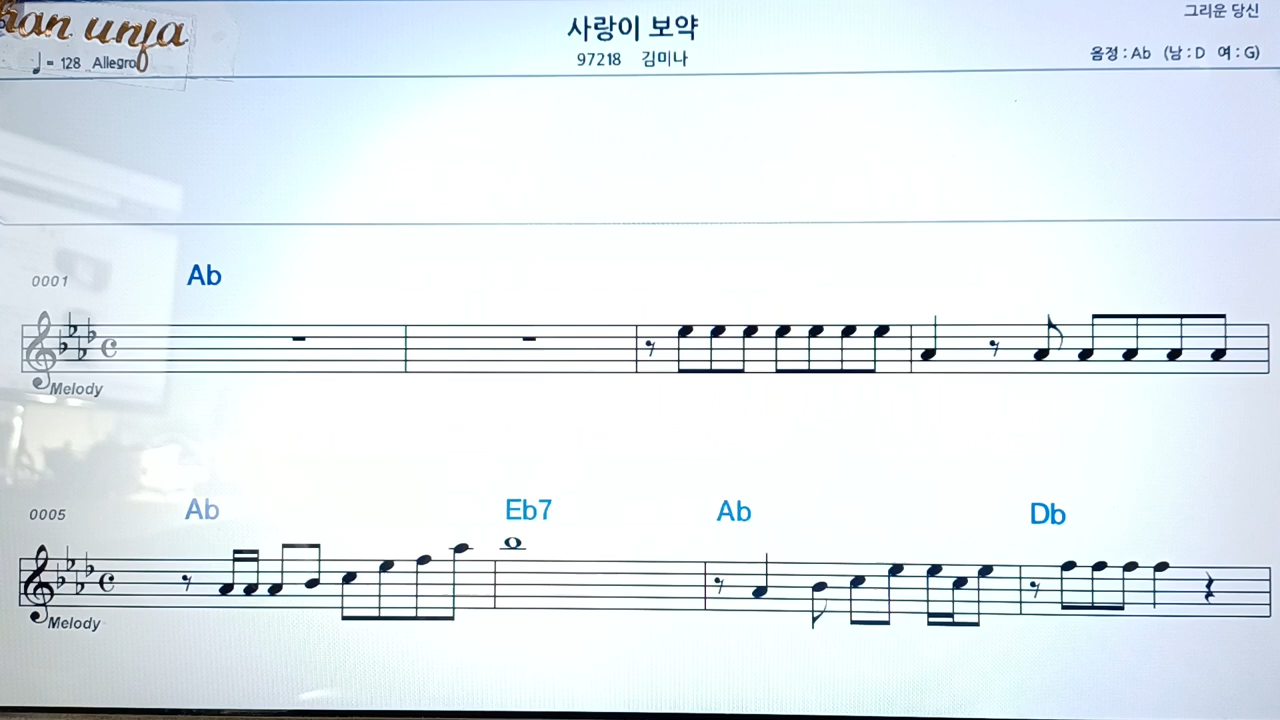 그리운 당신
사랑이 보약
han unja
♩= 128 Allegro
97218 김미나
음정 : Ab (남 : D 여 : G)
0001 Ab
Melody
0005 Ab Eb7 Ab Db
Melody